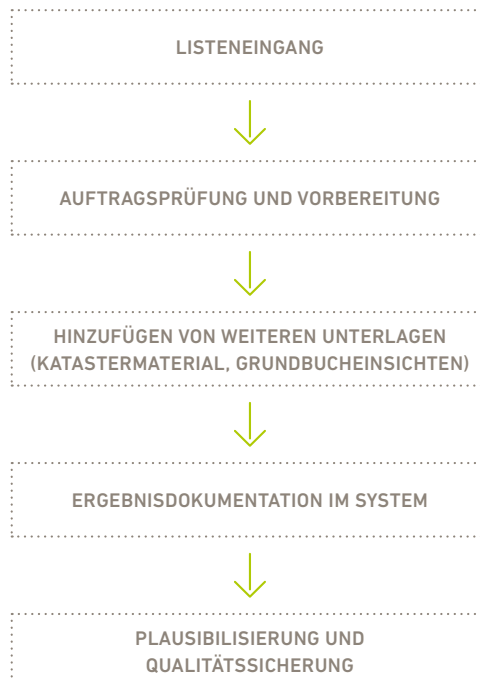 LISTENEINGANG
AUFTRAGSPRÜFUNG UND VORBEREITUNG
HINZUFÜGEN VON WEITEREN UNTERLAGEN
(KATASTERMATERIAL, GRUNDBUCHEINSICHTEN)
ERGEBNISDOKUMENTATION IM SYSTEM
PLAUSIBILISIERUNG UND
QUALITÄTSSICHERUNG